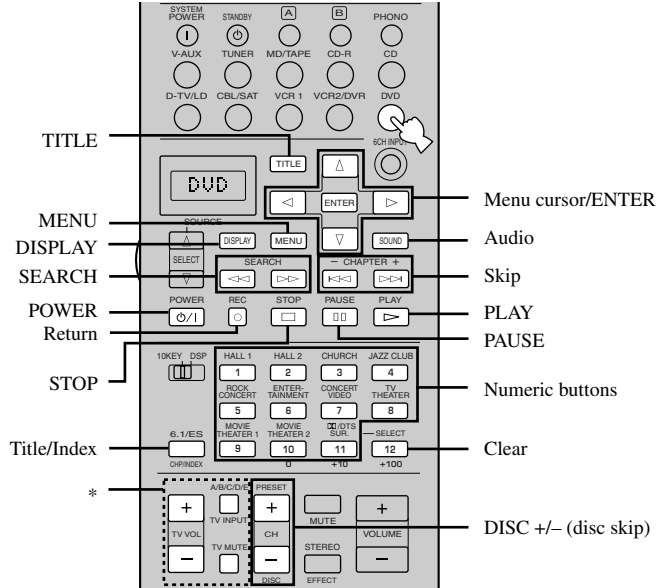 SYSTEM
POWER STANDBY A B PHONO
V-AUX TUNER MD/TAPE CD-R CD
D-TV/LD CBL/SAT VCR 1 VCR2/DVR DVD
6CH INPUT
TITLE
TITLE
DVD
ENTER
Menu cursor/ENTER
MENU
SOURCE
DISPLAY
DISPLAY MENU SOUND
Audio
SELECT
SEARCH
SEARCH – CHAPTER +
Skip
POWER
POWER REC STOP PAUSE PLAY
PLAY
Return
PAUSE
STOP
10KEY DSP
HALL 1 HALL 2 CHURCH JAZZ CLUB
1 2 3 4
Numeric buttons
ROCK CONCERT ENTER-TAINMENT CONCERT VIDEO TV THEATER
5 6 7 8
MOVIE THEATER 1 MOVIE THEATER 2 /DTS SUR. SELECT
Title/Index
6.1/ES
9 10 11 12
Clear
CHP/INDEX 0 +10 +100
*
A/B/C/D/E PRESET
+ + +
TV VOL TV INPUT CH MUTE VOLUME
DISC +/– (disc skip)
TV MUTE STEREO
– – –
DISC EFFECT